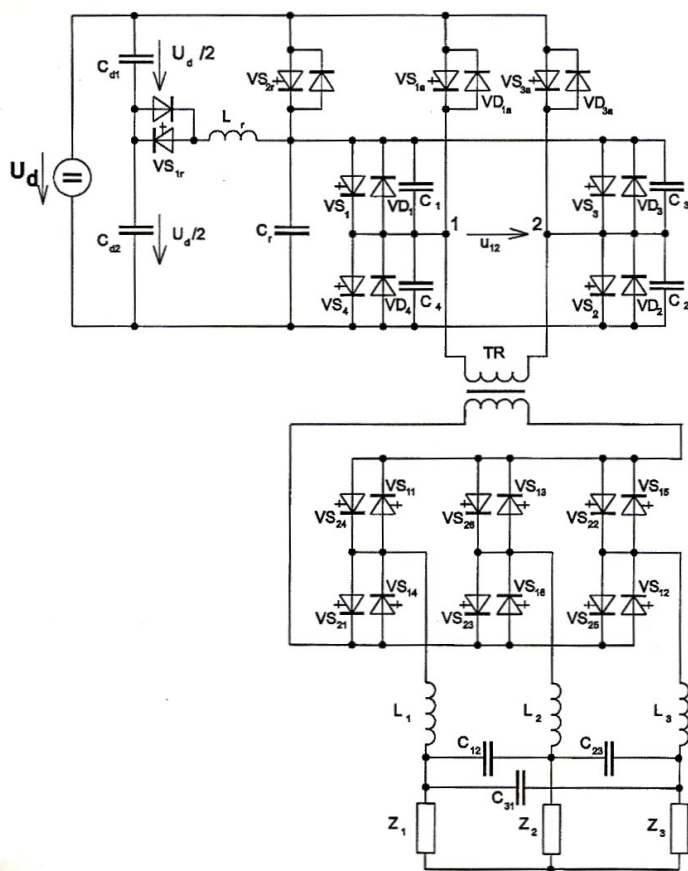 C_d1
U_d /2
VS_2r
VS_1a
VD_1a
VS_3a
VD_3a
L_r
VS_1r
U_d
C_d2
U_d/2
C_r
VS_1
VD_1
C_1
VS_3
VD_3
C_3
1
u_12
2
VS_4
VD_4
C_4
VS_2
VD_2
C_2
TR
VS_24
VS_11
VS_26
VS_13
VS_22
VS_15
VS_21
VS_14
VS_23
VS_16
VS_25
VS_12
L_1
L_2
L_3
C_12
C_23
C_31
Z_1
Z_2
Z_3